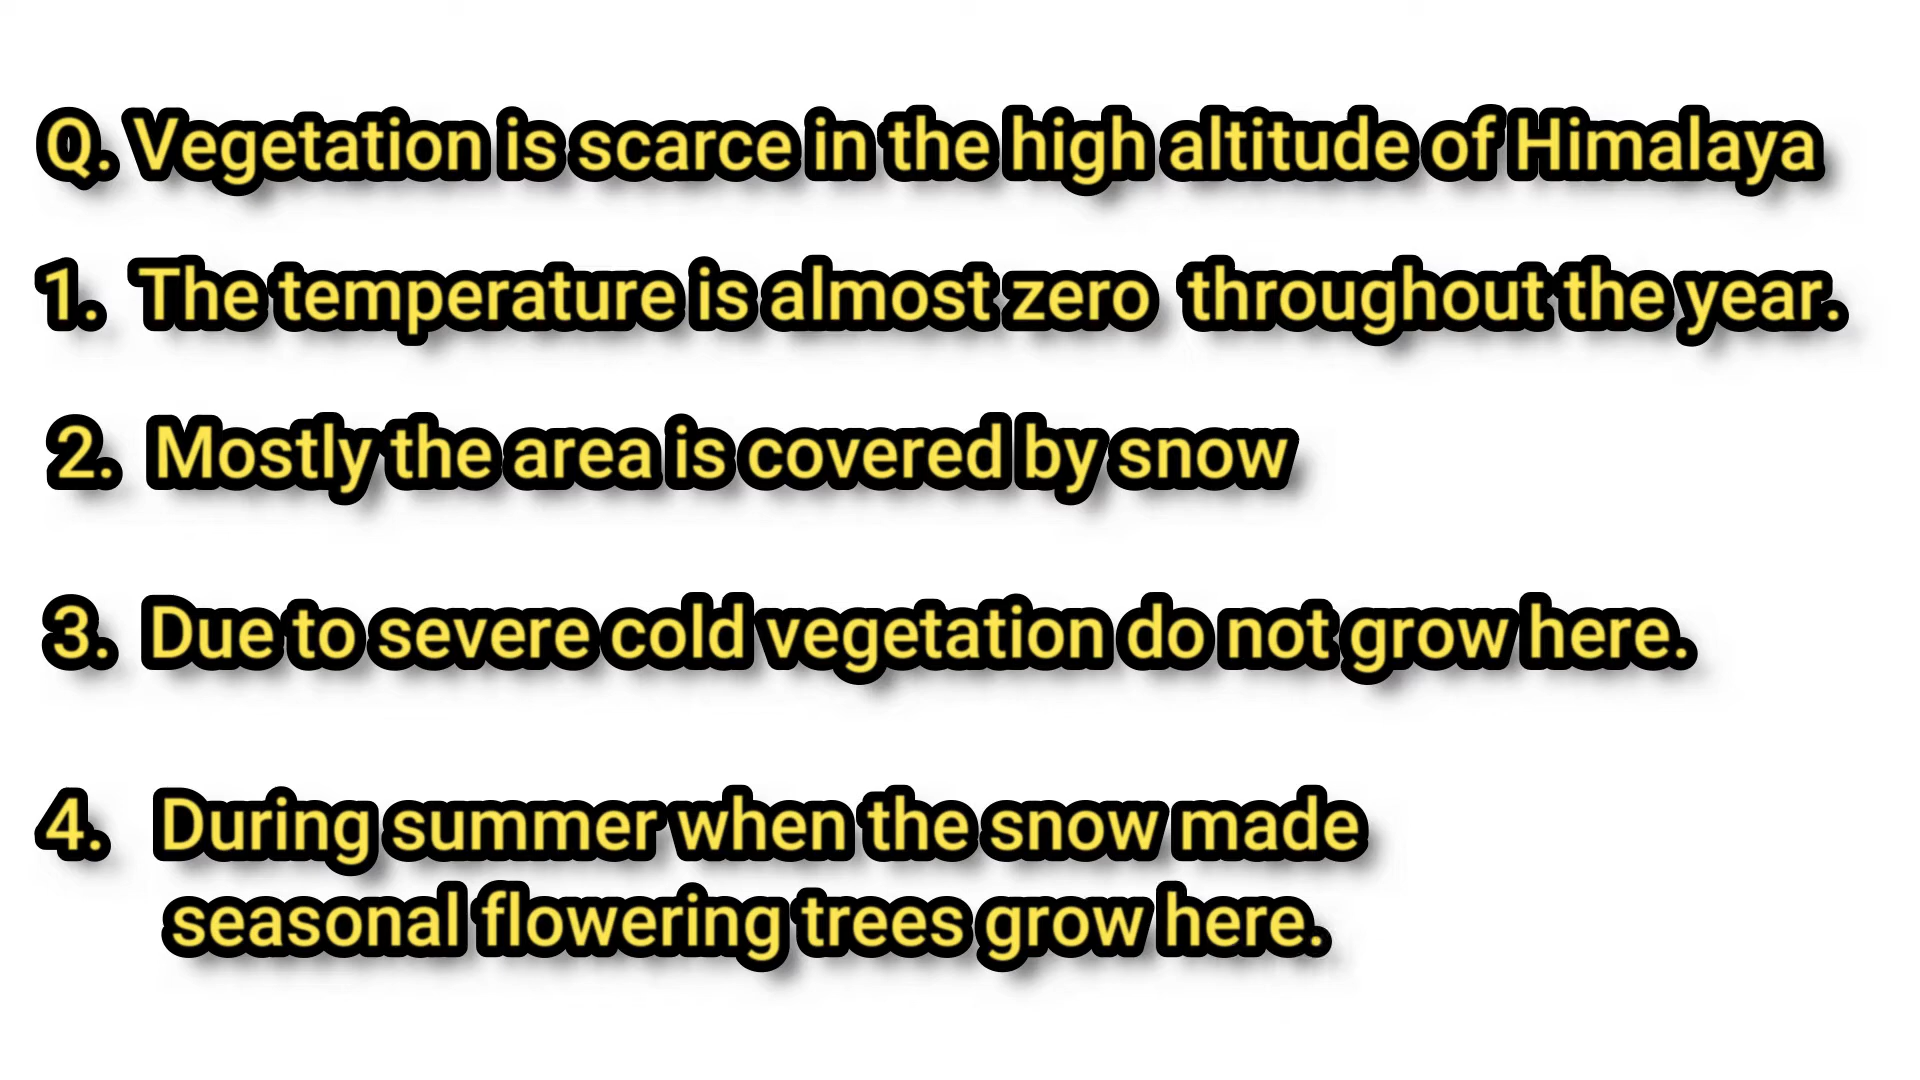 Q. Vegetation is scarce in the high altitude of Himalaya
1. The temperature is almost zero throughout the year.
2. Mostly the area is covered by snow
3. Due to severe cold vegetation do not grow here.
4. During summer when the snow made
seasonal flowering trees grow here.